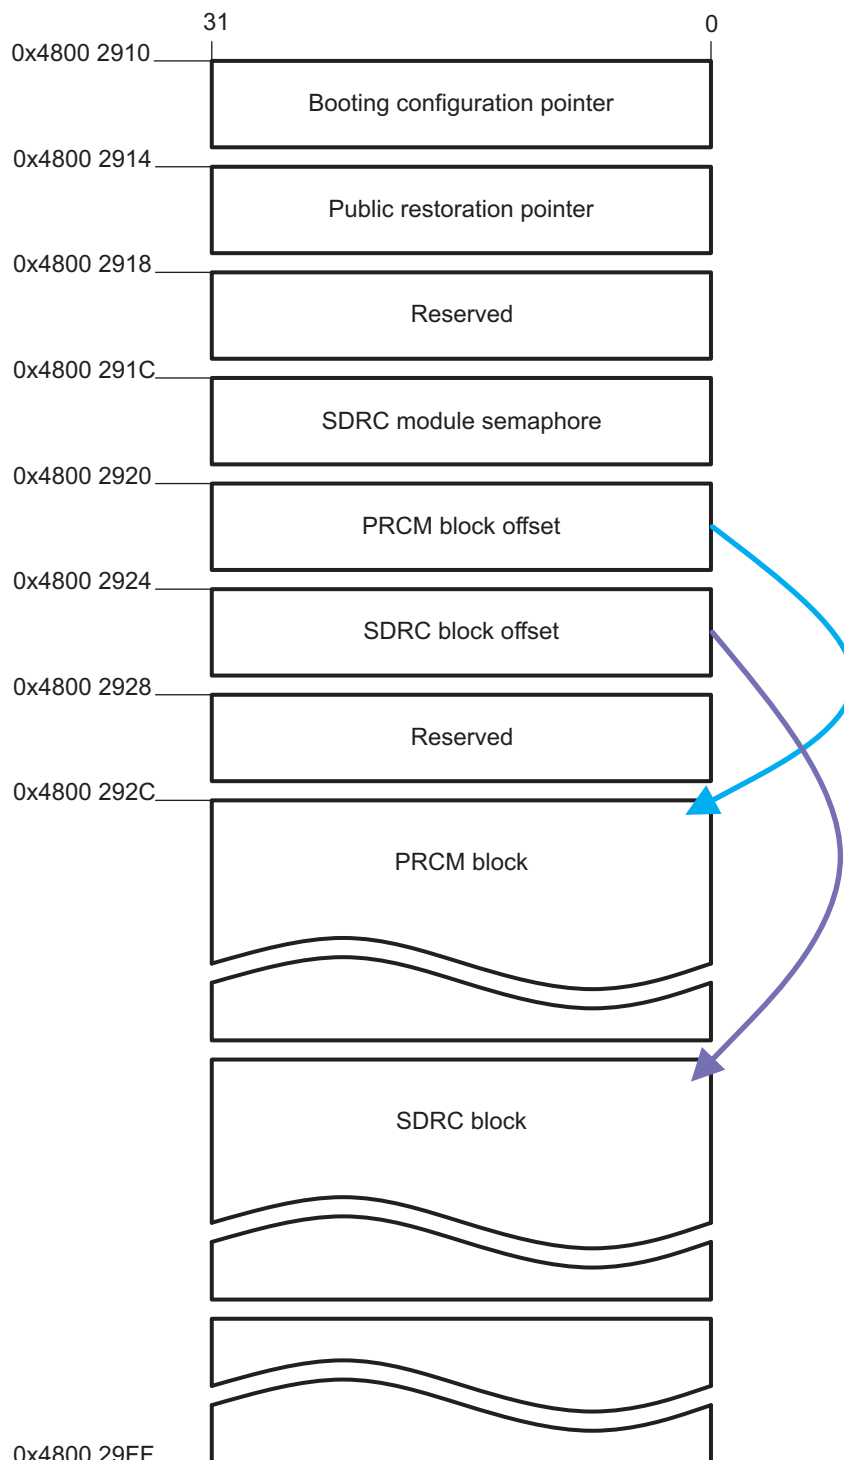 31 0
0x4800 2910
Booting configuration pointer
0x4800 2914
Public restoration pointer
0x4800 2918
Reserved
0x4800 291C
SDRC module semaphore
0x4800 2920
PRCM block offset
0x4800 2924
SDRC block offset
0x4800 2928
Reserved
0x4800 292C
PRCM block
SDRC block
0x4800